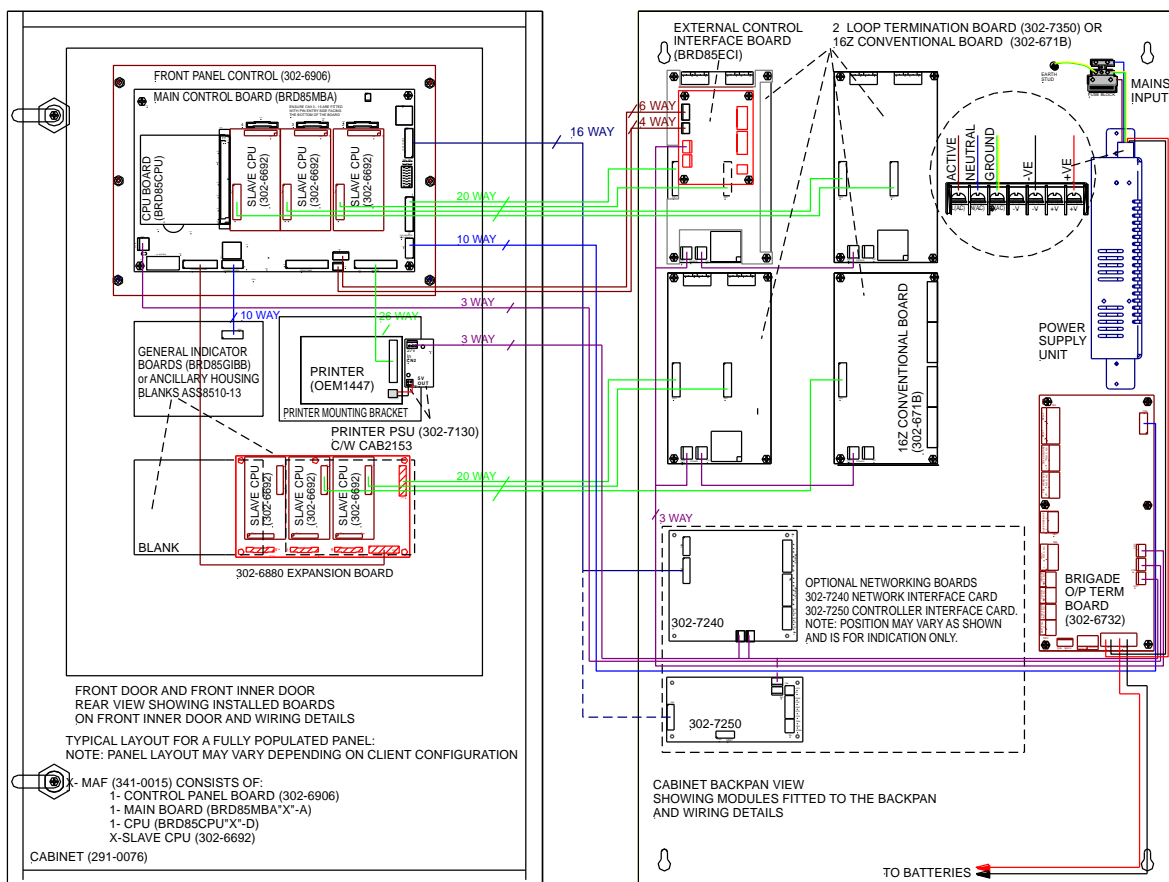 FRONT PANEL CONTROL (302-6906)
MAIN CONTROL BOARD (BRD85MBA)
CPU BOARD
(BRD85CPU)
SLAVE CPU
(302-6692)
SLAVE CPU
(302-6692)
SLAVE CPU
(302-6692)
10 WAY
26 WAY
GENERAL INDICATOR
BOARDS (BRD85GIBB)
or ANCILLARY HOUSING
BLANKS ASS8510-13
PRINTER
(OEM1447)
CN2
5V
OUT
PRINTER MOUNTING BRACKET
PRINTER PSU (302-7130)
C/W CAB2153
SLAVE CPU
(302-6692)
SLAVE CPU
(302-6692)
SLAVE CPU
(302-6692)
BLANK
302-6880 EXPANSION BOARD
FRONT DOOR AND FRONT INNER DOOR
REAR VIEW SHOWING INSTALLED BOARDS
ON FRONT INNER DOOR AND WIRING DETAILS
TYPICAL LAYOUT FOR A FULLY POPULATED PANEL:
NOTE: PANEL LAYOUT MAY VARY DEPENDING ON CLIENT CONFIGURATION
X- MAF (341-0015) CONSISTS OF:
1- CONTROL PANEL BOARD (302-6906)
1- MAIN BOARD (BRD85MBA"X"-A)
1- CPU (BRD85CPU"X"-D)
X-SLAVE CPU (302-6692)
CABINET (291-0076)
16 WAY
6 WAY
4 WAY
20 WAY
10 WAY
3 WAY
3 WAY
20 WAY
3 WAY
EXTERNAL CONTROL
INTERFACE BOARD
(BRD85ECI)
2 LOOP TERMINATION BOARD (302-7350) OR
16Z CONVENTIONAL BOARD (302-671B)
EARTH
STUD
MAINS
INPUT
ACTIVE
NEUTRAL
GROUND
-VE
+VE
-V
-V
+V
+V
POWER
SUPPLY
UNIT
16Z CONVENTIONAL BOARD
(302-671B)
302-7240
OPTIONAL NETWORKING BOARDS
302-7240 NETWORK INTERFACE CARD
302-7250 CONTROLLER INTERFACE CARD.
NOTE: POSITION MAY VARY AS SHOWN
AND IS FOR INDICATION ONLY.
302-7250
BRIGADE
O/P TERM
BOARD
(302-6732)
CABINET BACKPAN VIEW
SHOWING MODULES FITTED TO THE BACKPAN
AND WIRING DETAILS
TO BATTERIES